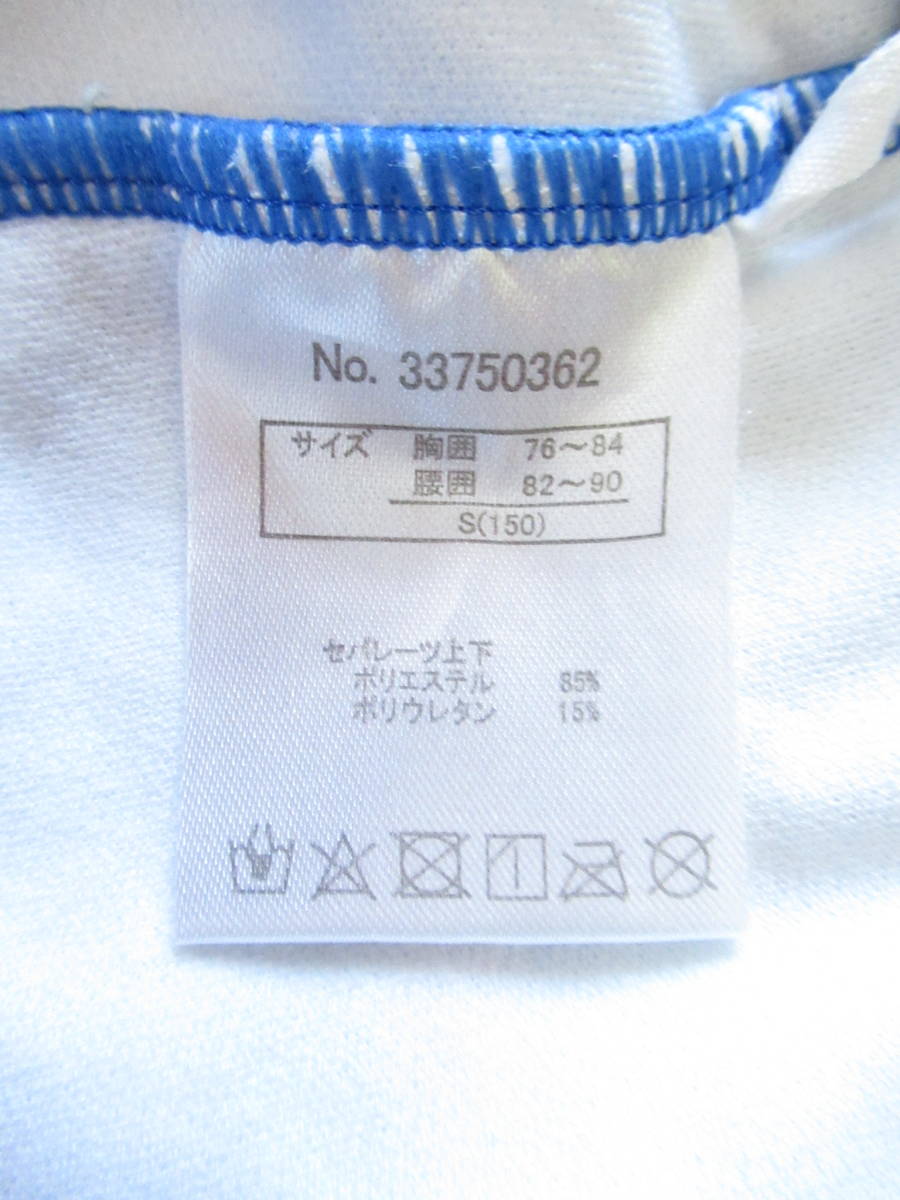 No. 33750362
サイズ 胸囲 76～84
腰囲 82～90
S(150)
セパレーツ上下
ポリエステル 85%
ポリウレタン 15%